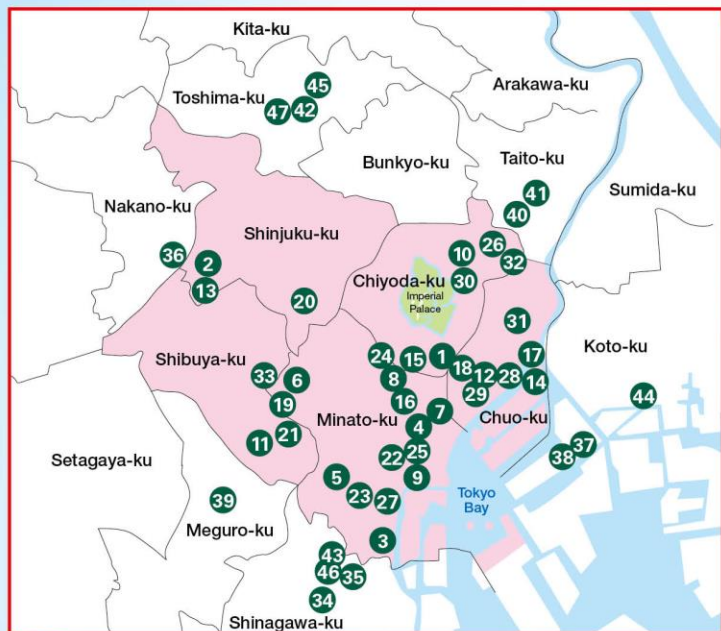 Kita-ku
45
Toshima-ku
47
42
Arakawa-ku
Bunkyo-ku
Taito-ku
41
40
Sumida-ku
Nakano-ku
36
2
13
Shinjuku-ku
20
10
26
32
Chiyoda-ku
30
Imperial
Palace
31
Shibuya-ku
33
6
19
24
15
1
8
16
18
12
28
17
14
29
Koto-ku
44
Minato-ku
7
4
Chuo-ku
11
21
22
25
9
37
38
Setagaya-ku
5
23
27
Tokyo
Bay
39
Meguro-ku
3
43
46
35
34
Shinagawa-ku